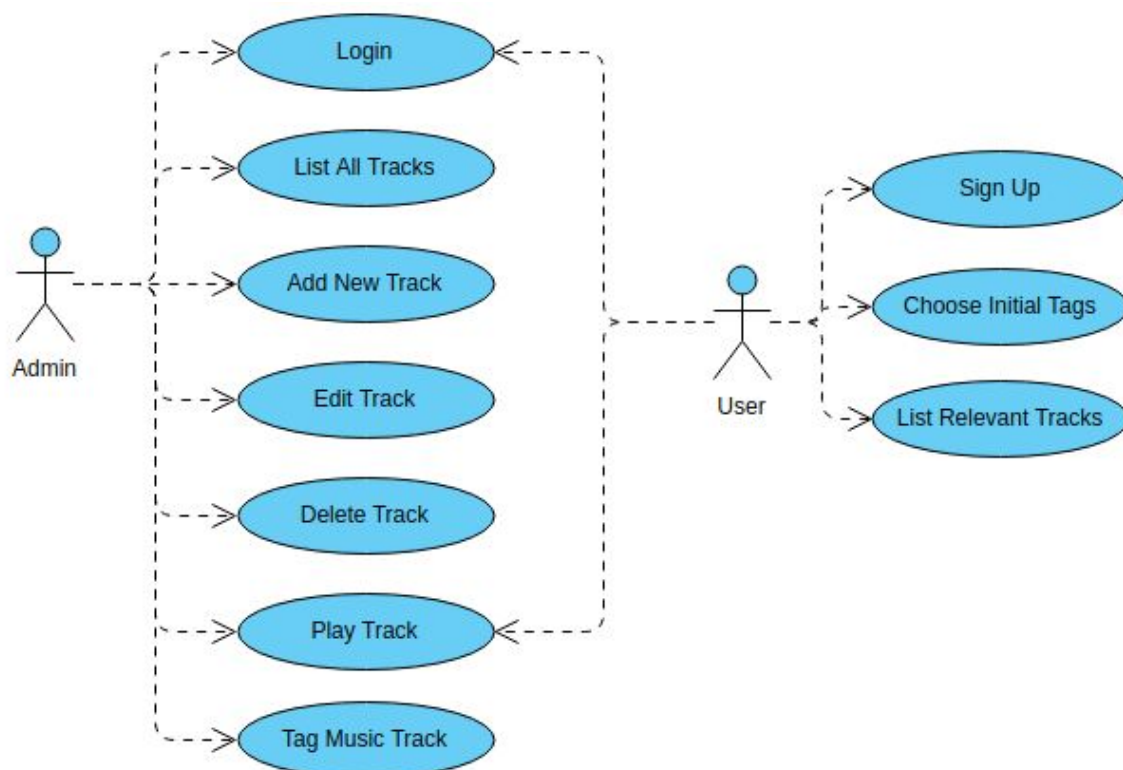 Login
List All Tracks
Sign Up
Add New Track
Choose Initial Tags
Admin
Edit Track
User
List Relevant Tracks
Delete Track
Play Track
Tag Music Track